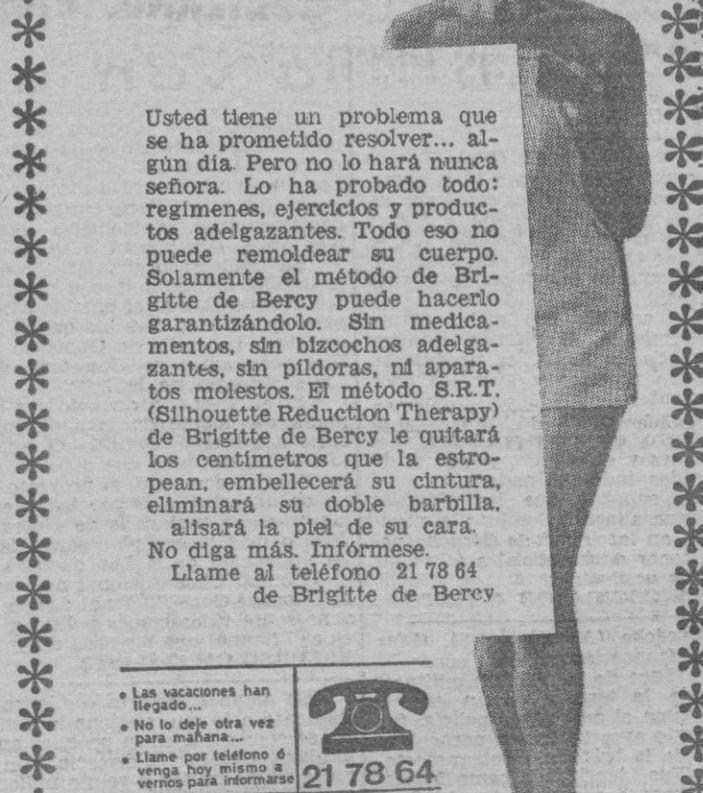 Usted tiene un problema que
se ha prometido resolver... al-
gún día. Pero no lo hará nunca
señora. Lo ha probado todo:
regímenes, ejercicios y produc-
tos adelgazantes. Todo eso no
puede remoldear su cuerpo.
Solamente el método de Bri-
gitte de Bercy puede hacerlo
garantizándolo. Sin medica-
mentos, sin bizcochos adelga-
zantes, sin píldoras, ni apara-
tos molestos. El método S.R.T.
(Silhouette Reduction Therapy)
de Brigitte de Bercy le quitará
los centímetros que la estro-
pean, embellecerá su cintura,
eliminará su doble barbilla,
alisará la piel de su cara.
No diga más. Infórmese.
Llame al teléfono 21 78 64
de Brigitte de Bercy
• Las vacaciones han
llegado...
• No lo deje otra vez
para mañana...
• Llame por teléfono ó
venga hoy mismo a
vernos para informarse
21 78 64